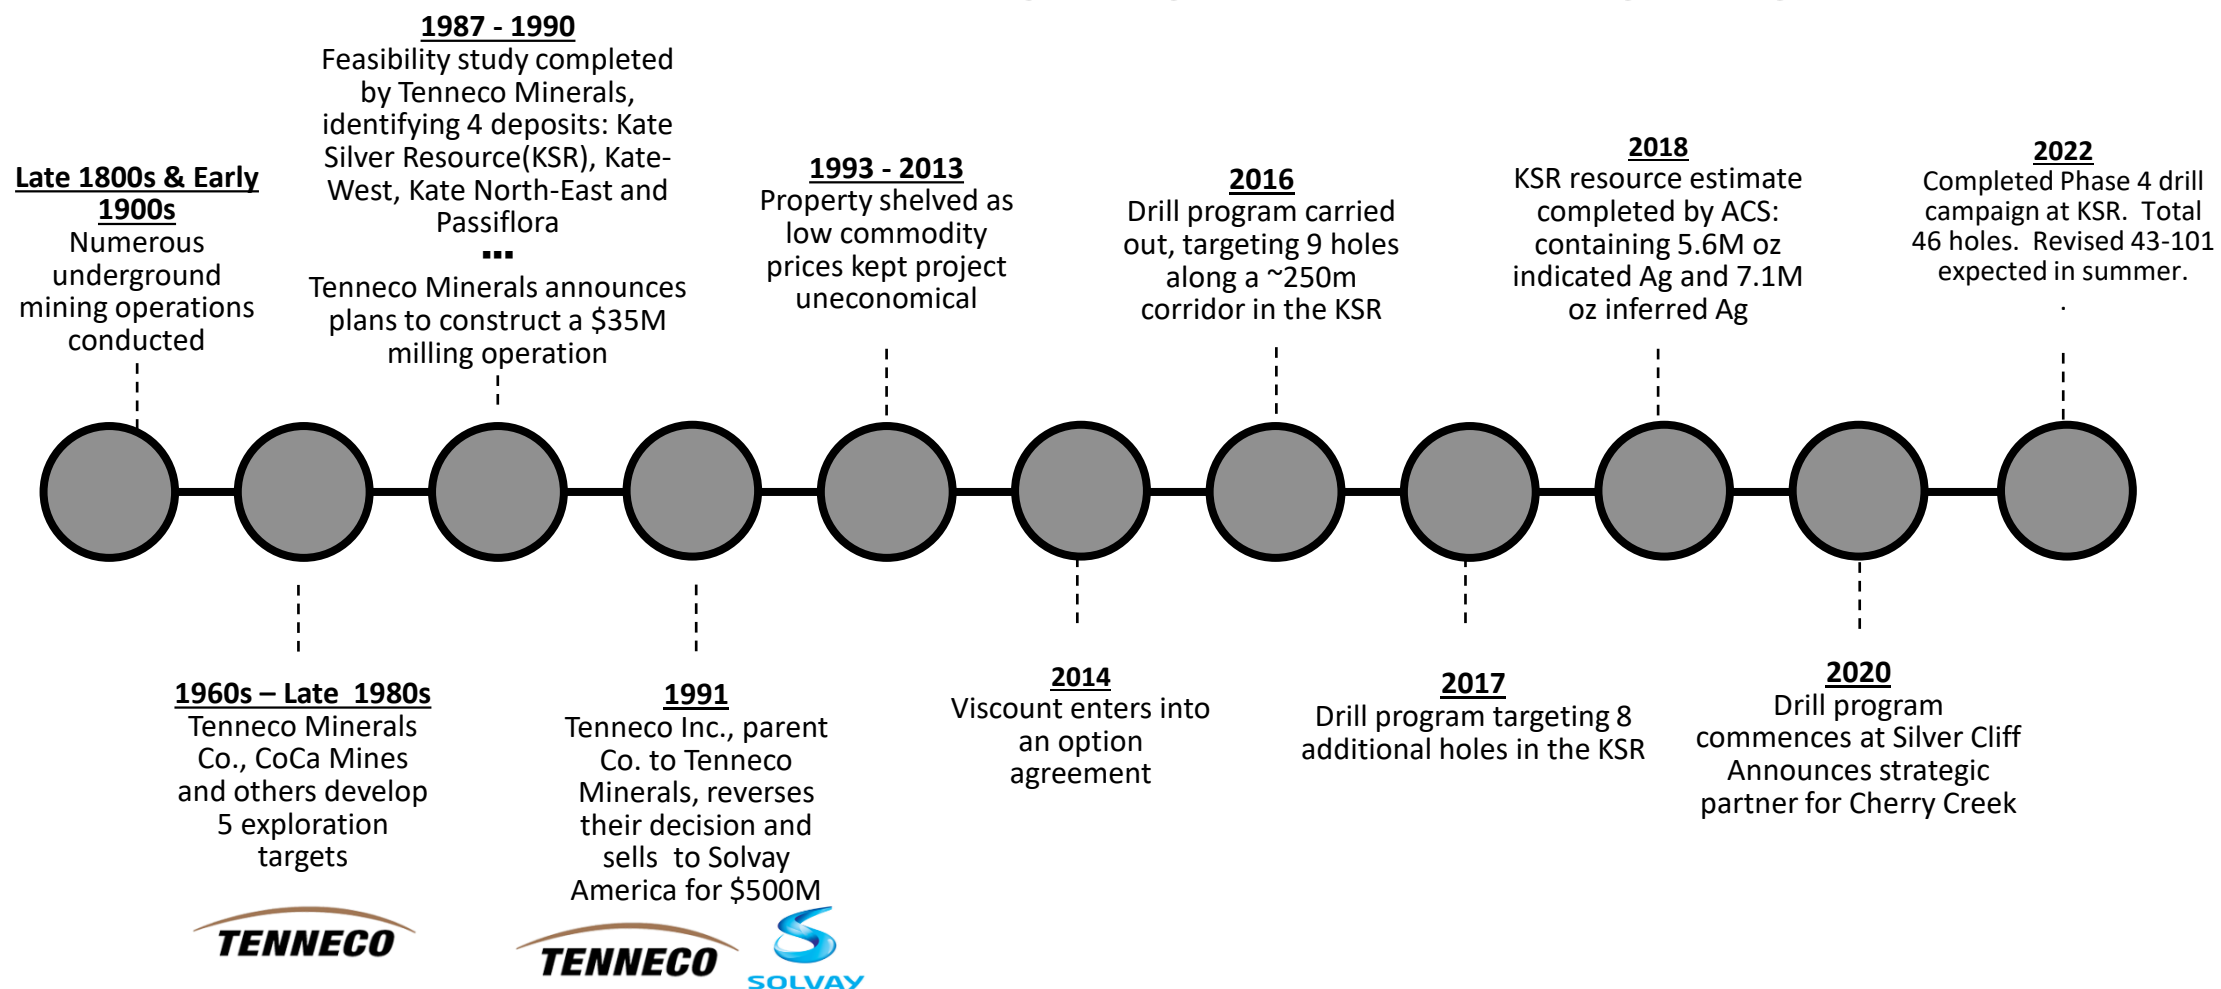 Late 1800s & Early
1900s
Numerous
underground
mining operations
conducted
1987 - 1990
Feasibility study completed
by Tenneco Minerals,
identifying 4 deposits: Kate
Silver Resource(KSR), Kate-
West, Kate North-East and
Passiflora
...
Tenneco Minerals announces
plans to construct a $35M
milling operation
1993 - 2013
Property shelved as
low commodity
prices kept project
uneconomical
2016
Drill program carried
out, targeting 9 holes
along a ~250m
corridor in the KSR
2018
KSR resource estimate
completed by ACS:
containing 5.6M oz
indicated Ag and 7.1M
oz inferred Ag
2022
Completed Phase 4 drill
campaign at KSR.  Total
46 holes.  Revised 43-101
expected in summer.
.
1960s – Late  1980s
Tenneco Minerals
Co., CoCa Mines
and others develop
5 exploration
targets
TENNECO
1991
Tenneco Inc., parent
Co. to Tenneco
Minerals, reverses
their decision and
sells  to Solvay
America for $500M
TENNECO
SOLVAY
2014
Viscount enters into
an option
agreement
2017
Drill program targeting 8
additional holes in the KSR
2020
Drill program
commences at Silver Cliff
Announces strategic
partner for Cherry Creek